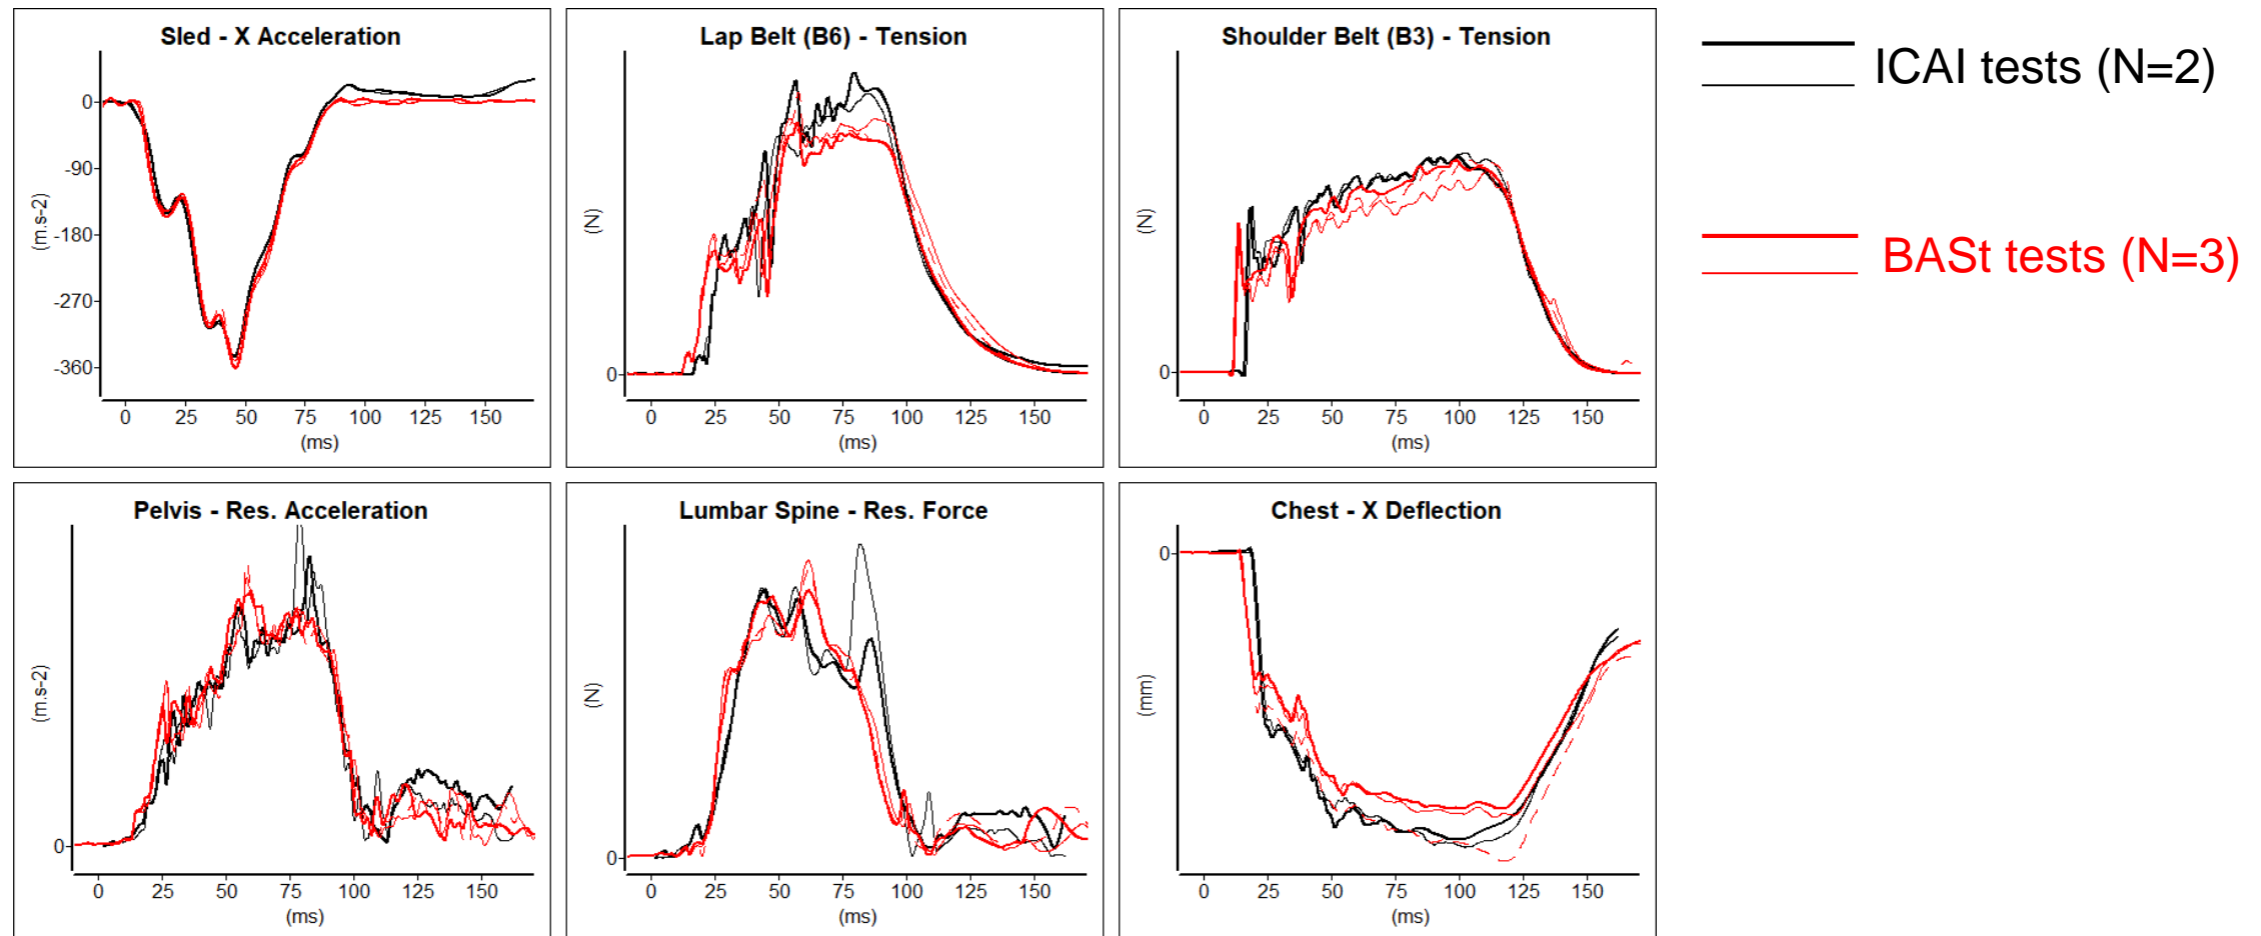 Sled - X Acceleration
0
-90
-180
-270
-360
(m.s-2)
0 25 50 75 100 125 150
(ms)
Lap Belt (B6) - Tension
(N)
0
0 25 50 75 100 125 150
(ms)
Shoulder Belt (B3) - Tension
(N)
0
0 25 50 75 100 125 150
(ms)
ICAI tests (N=2)
BASt tests (N=3)
Pelvis - Res. Acceleration
(m.s-2)
0
0 25 50 75 100 125 150
(ms)
Lumbar Spine - Res. Force
(N)
0
0 25 50 75 100 125 150
(ms)
Chest - X Deflection
0
(mm)
0 25 50 75 100 125 150
(ms)